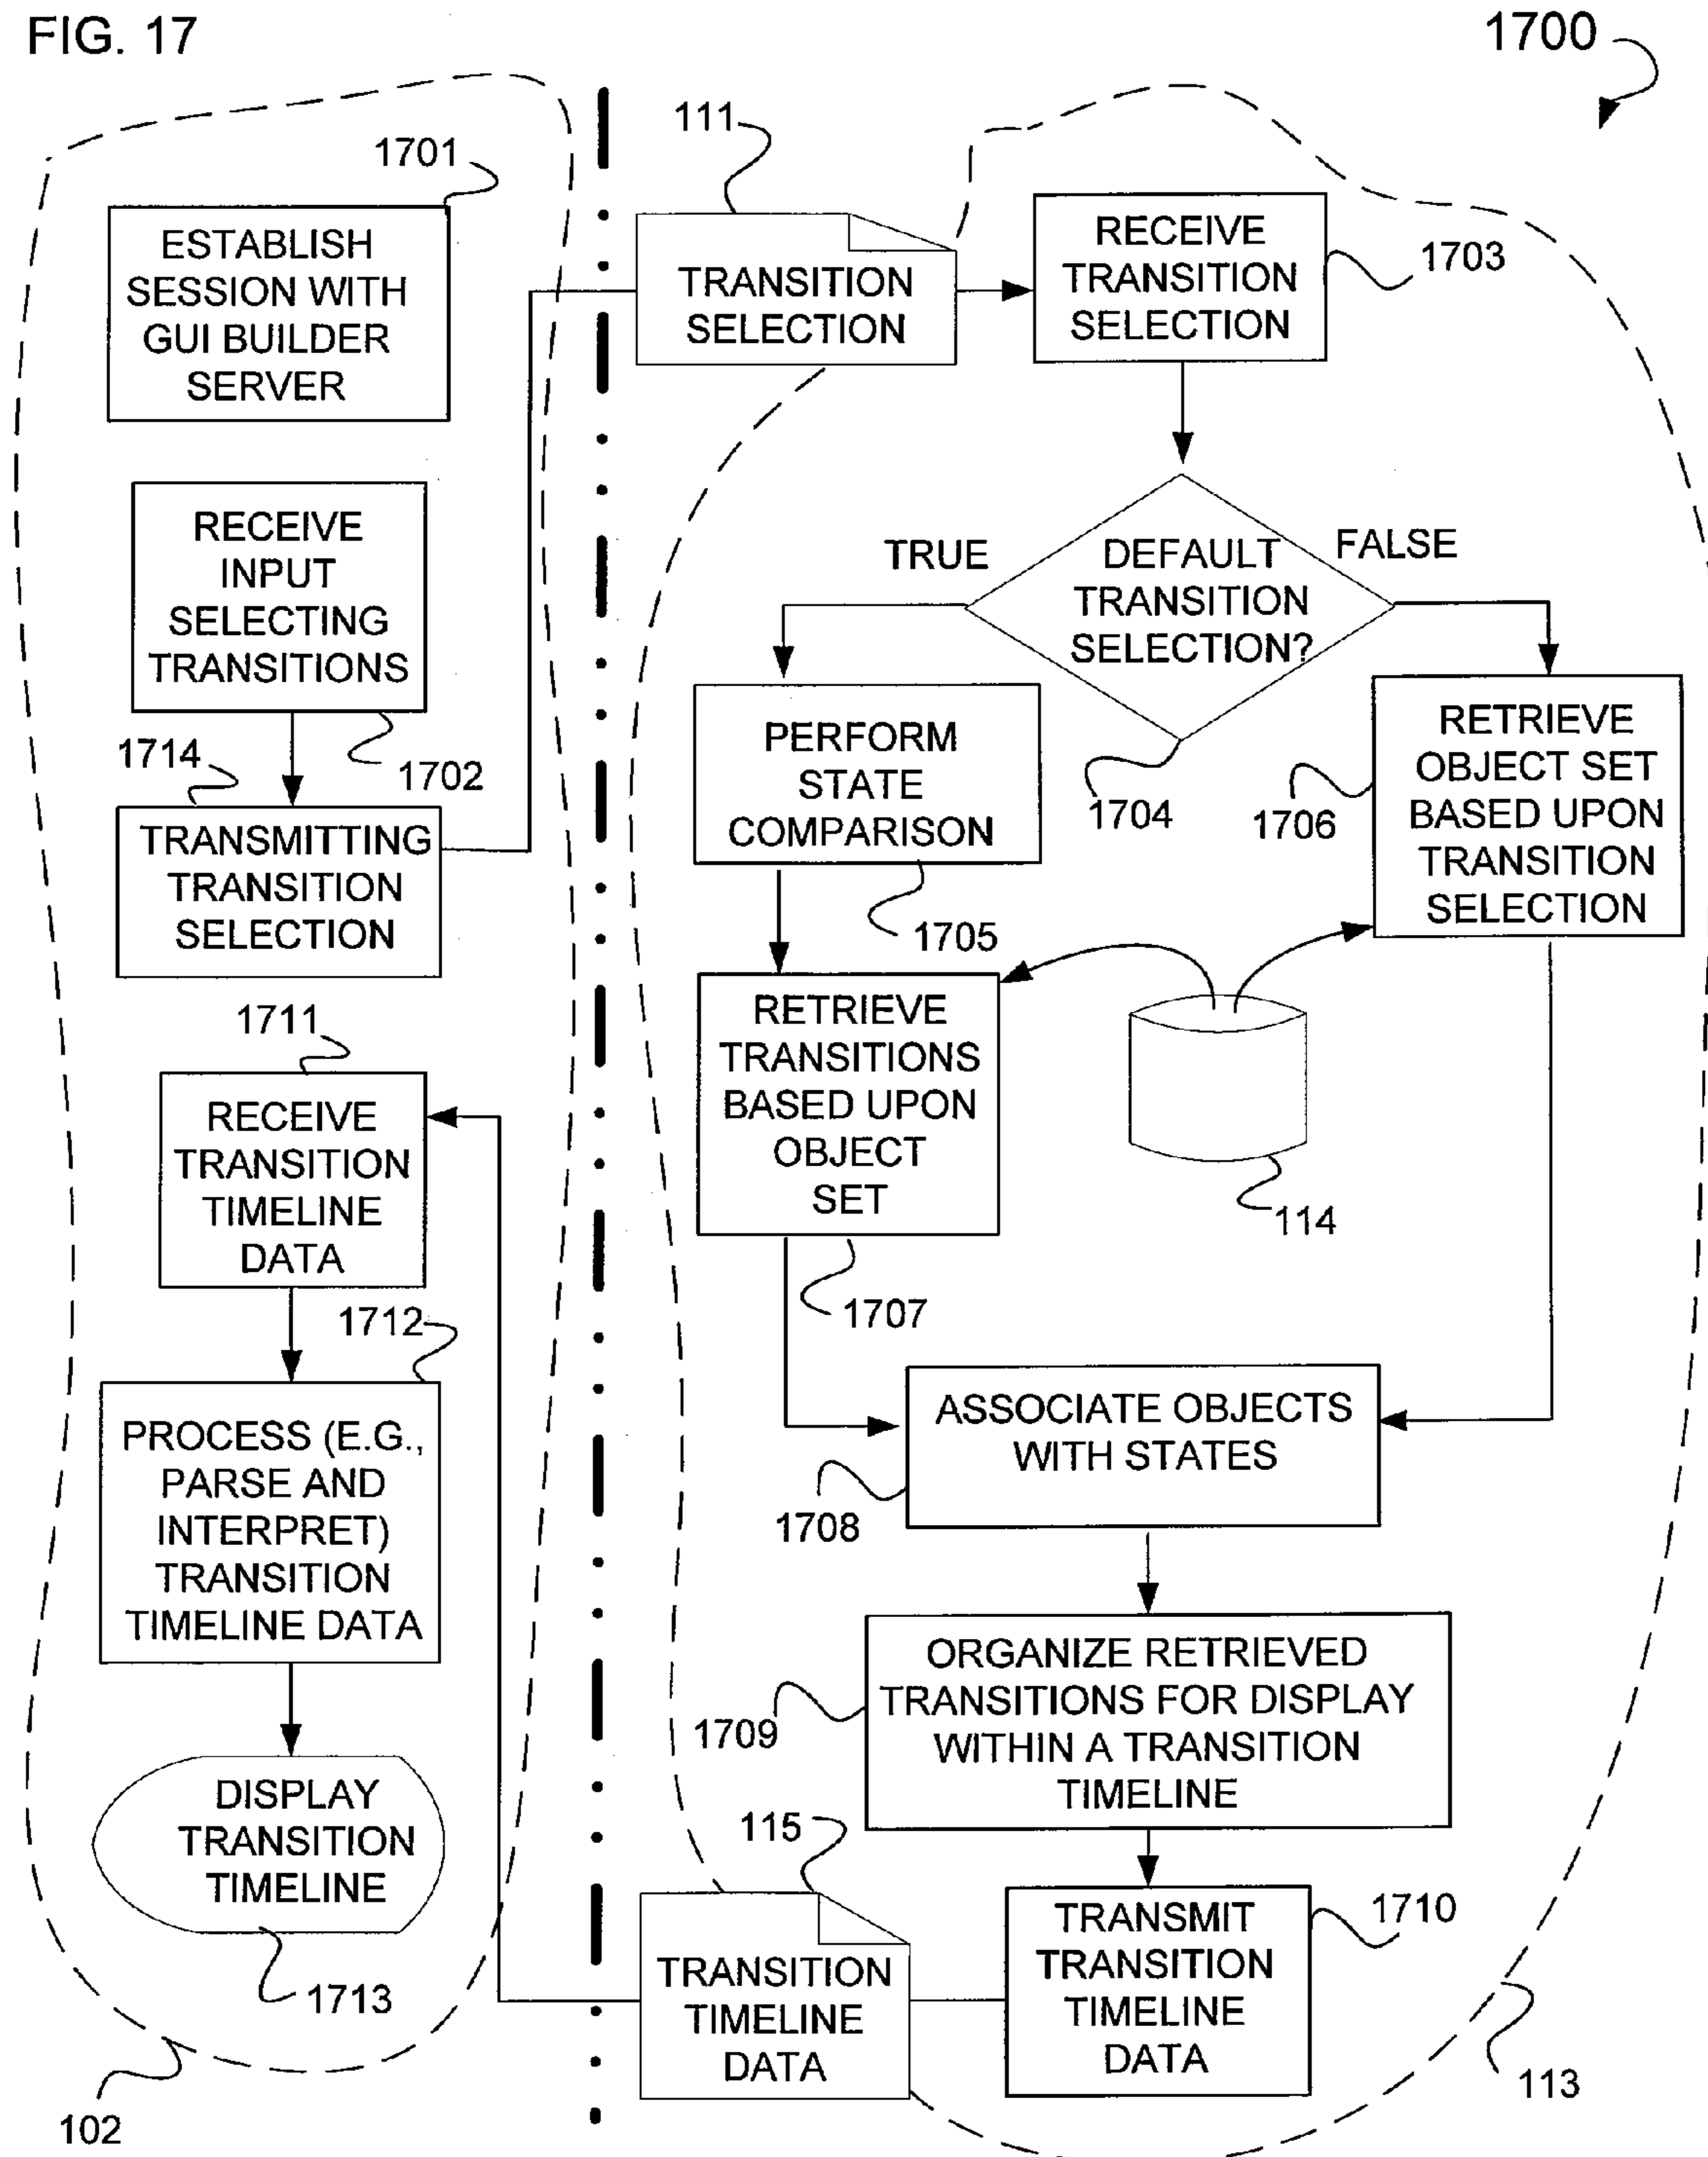 FIG. 17
1700
1701
ESTABLISH
SESSION WITH
GUI BUILDER
SERVER
RECEIVE
INPUT
SELECTING
TRANSITIONS
1702
1714
TRANSMITTING
TRANSITION
SELECTION
1711
RECEIVE
TRANSITION
TIMELINE
DATA
1712
PROCESS (E.G.,
PARSE AND
INTERPRET)
TRANSITION
TIMELINE DATA
DISPLAY
TRANSITION
TIMELINE
1713
102
111
TRANSITION
SELECTION
RECEIVE
TRANSITION
SELECTION
1703
TRUE
DEFAULT
TRANSITION
SELECTION?
FALSE
1704
PERFORM
STATE
COMPARISON
1705
RETRIEVE
OBJECT SET
BASED UPON
TRANSITION
SELECTION
1706
RETRIEVE
TRANSITIONS
BASED UPON
OBJECT
SET
1707
114
ASSOCIATE OBJECTS
WITH STATES
1708
ORGANIZE RETRIEVED
TRANSITIONS FOR DISPLAY
WITHIN A TRANSITION
TIMELINE
1709
115
TRANSITION
TIMELINE
DATA
TRANSMIT
TRANSITION
TIMELINE
DATA
1710
113